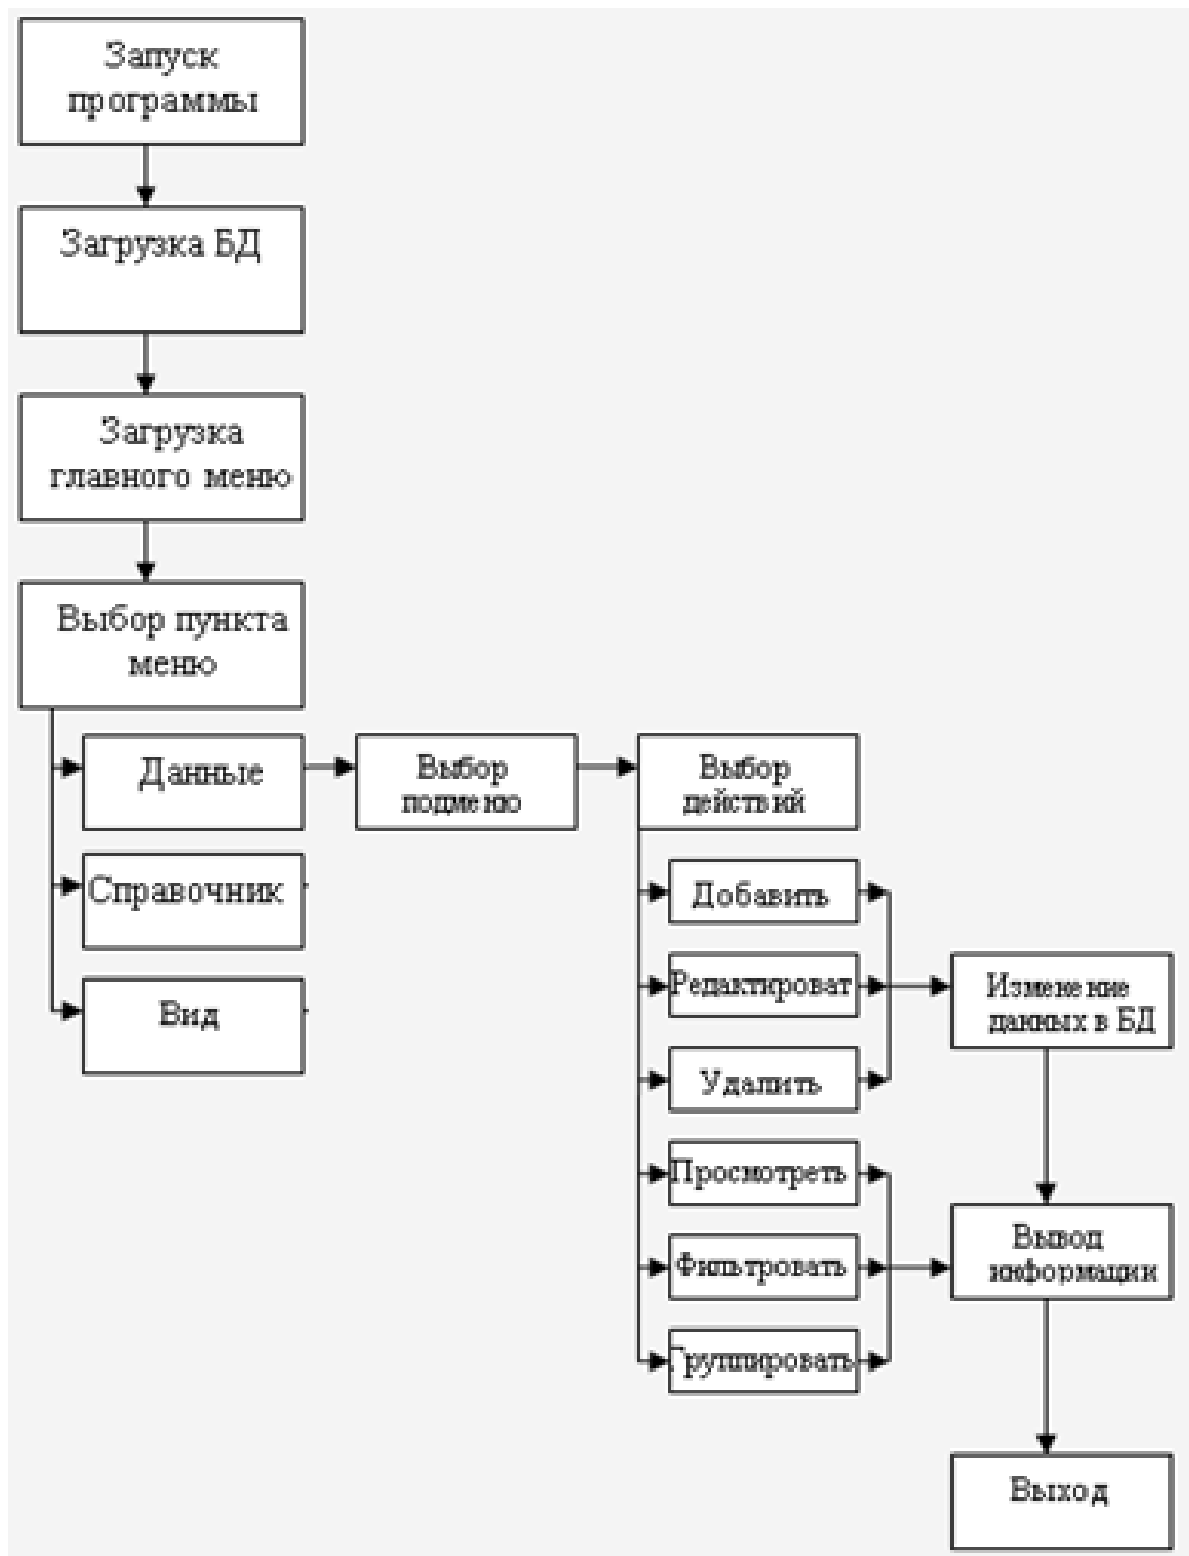 Запуск
программы
Загрузка БД
Загрузка
главного меню
Выбор пункта
меню
Данные
Выбор
подменю
Выбор
действий
Справочник
Вид
Добавить
Редактироват
Удалить
Просмотреть
Фильтровать
Группировать
Изменение
данных в БД
Вывод
информации
Выход